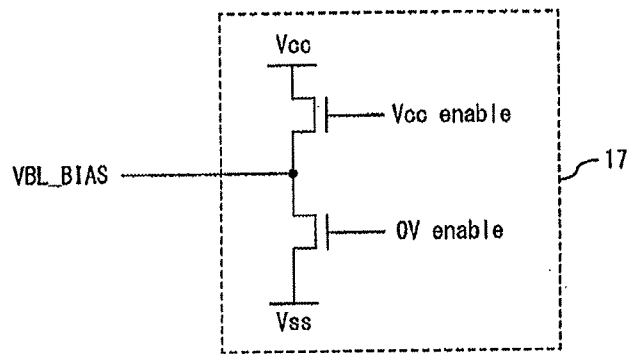 Vcc
Vcc enable
VBL_BIAS
17
0V enable
Vss